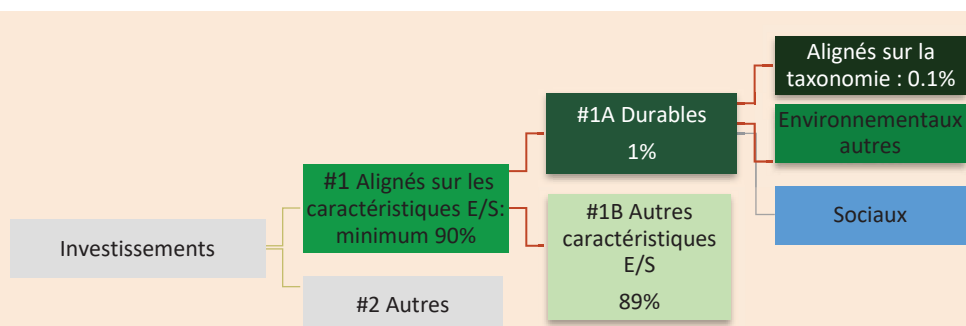 Investissements
#1 Alignés sur les
caractéristiques E/S:
minimum 90%
#2 Autres
#1A Durables
1%
#1B Autres
caractéristiques
E/S
89%
Alignés sur la
taxonomie : 0.1%
Environnementaux
autres
Sociaux